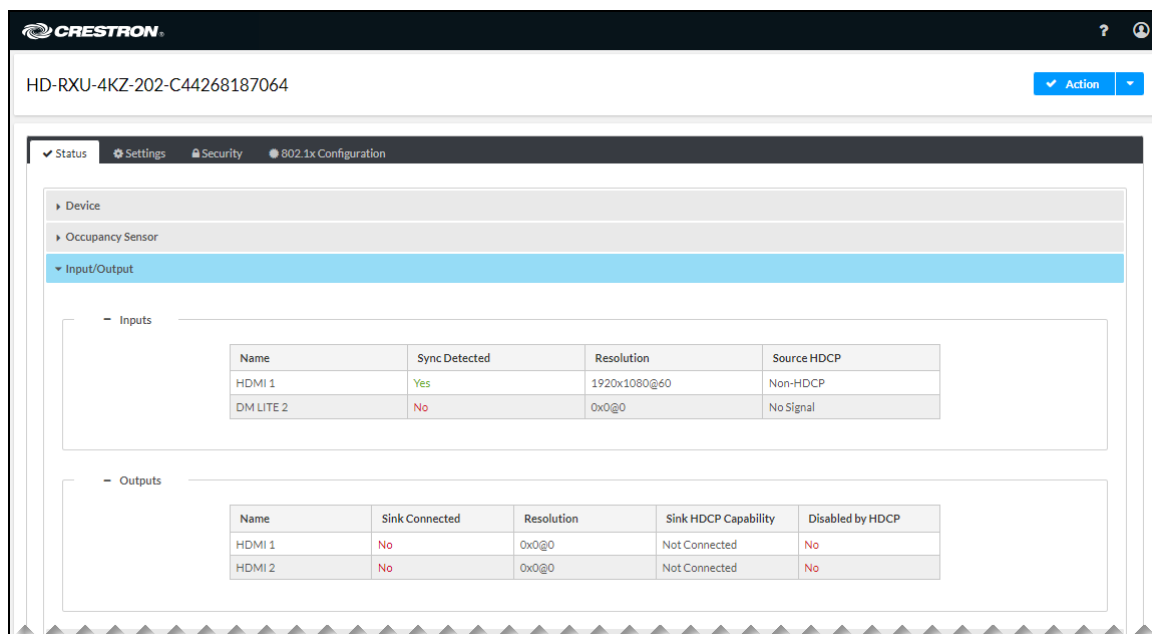 CRESTRON®
?
HD-RXU-4KZ-202-C44268187064
Action
Status Settings Security 802.1x Configuration
Device
Occupancy Sensor
Input/Output
Inputs
Name Sync Detected Resolution Source HDCP
HDMI 1 Yes 1920x1080@60 Non-HDCP
DM LITE 2 No 0x0@0 No Signal
Outputs
Name Sink Connected Resolution Sink HDCP Capability Disabled by HDCP
HDMI 1 No 0x0@0 Not Connected No
HDMI 2 No 0x0@0 Not Connected No